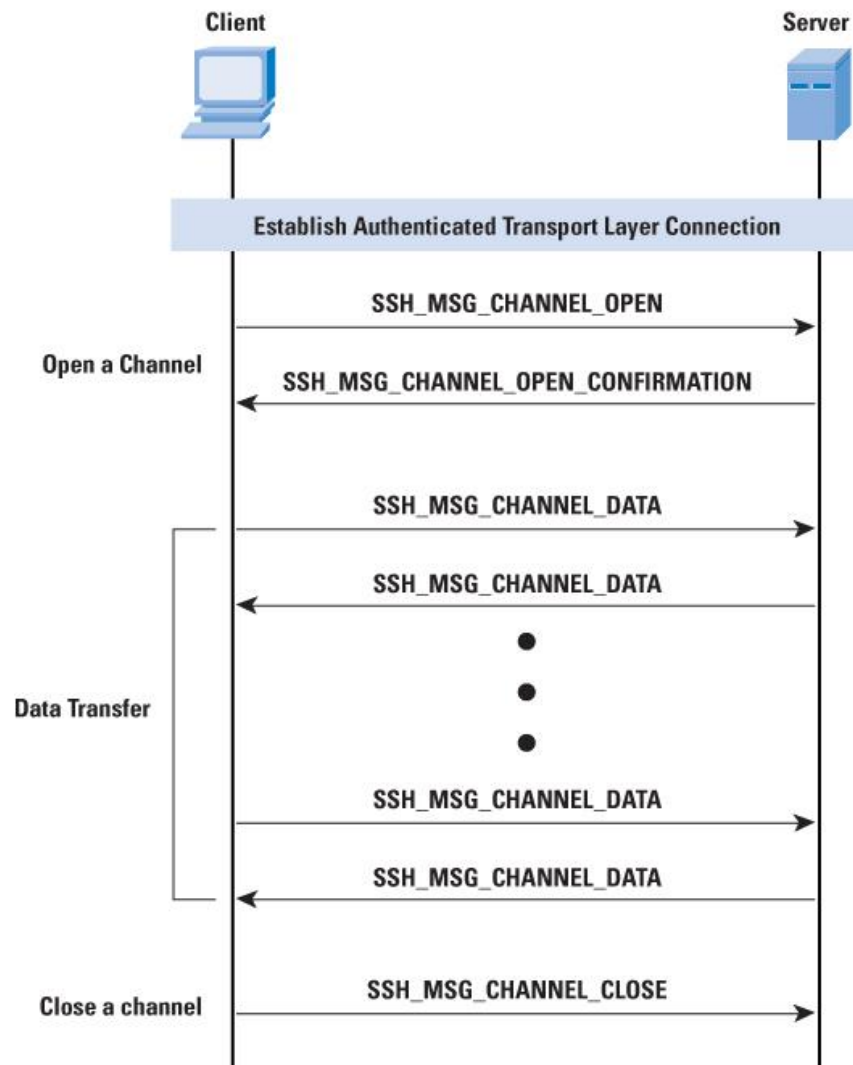 Client
Server
Establish Authenticated Transport Layer Connection
SSH_MSG_CHANNEL_OPEN
Open a Channel
SSH_MSG_CHANNEL_OPEN_CONFIRMATION
SSH_MSG_CHANNEL_DATA
SSH_MSG_CHANNEL_DATA
Data Transfer
SSH_MSG_CHANNEL_DATA
SSH_MSG_CHANNEL_DATA
SSH_MSG_CHANNEL_CLOSE
Close a channel